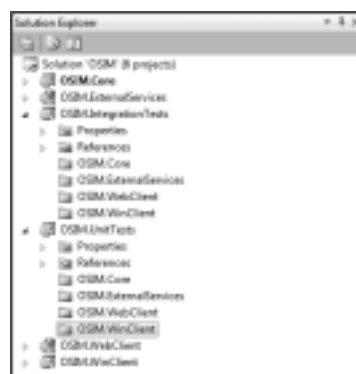 Solution Explorer
Solution 'OSIM' (6 projects)
OSIM.Core
OSIM.ExternalServices
OSIM.IntegrationTests
Properties
References
OSIM.Core
OSIM.ExternalServices
OSIM.WebClient
OSIM.WinClient
OSIM.UnitTests
Properties
References
OSIM.Core
OSIM.ExternalServices
OSIM.WebClient
OSIM.WinClient
OSIM.WebClient
OSIM.WinClient